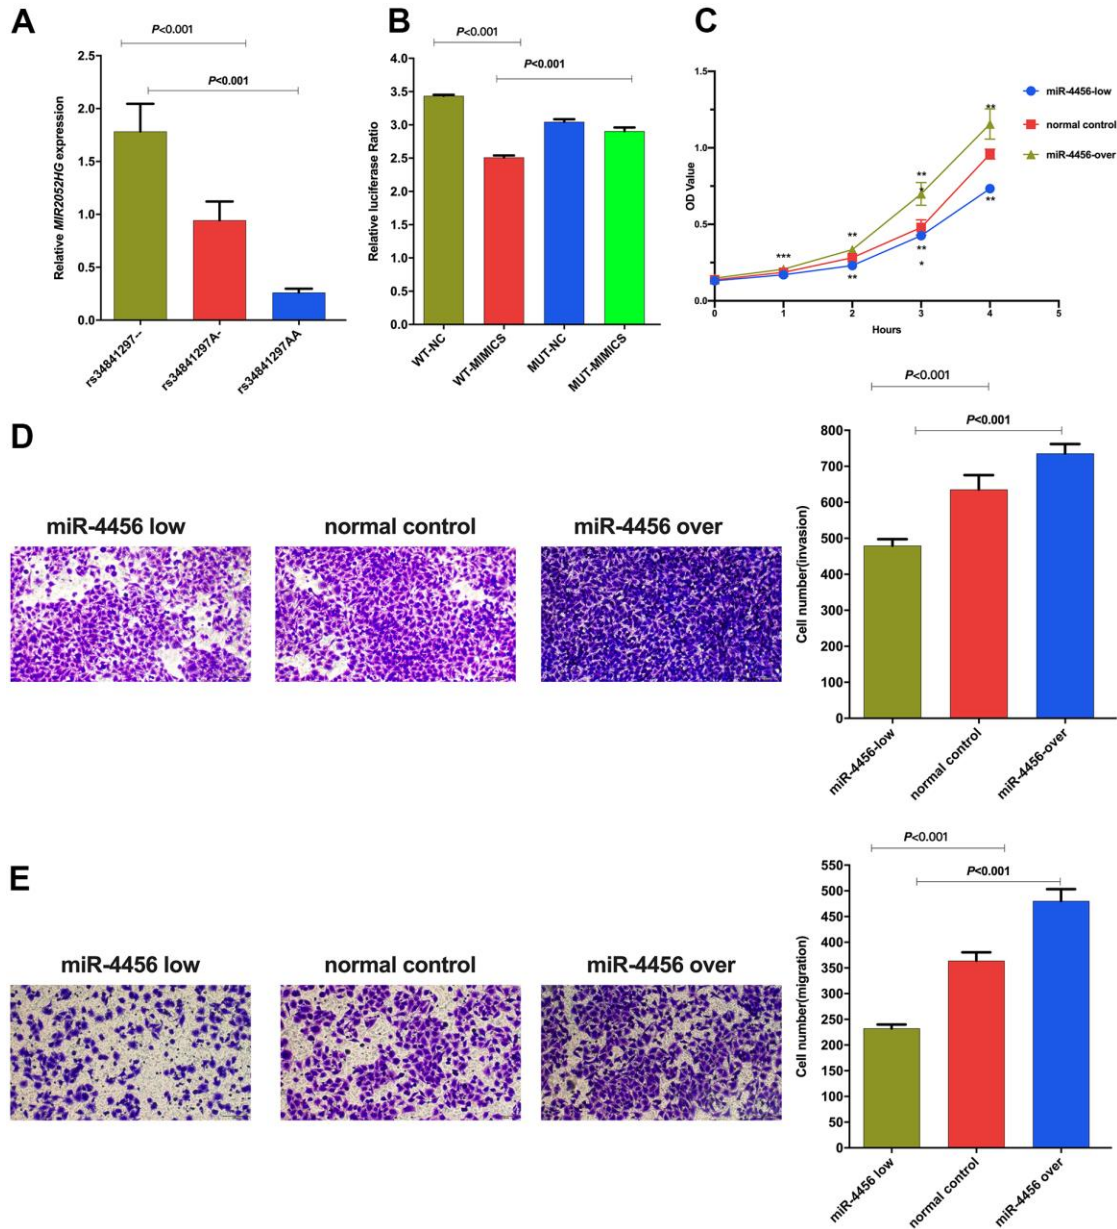 A
P<0.001
P<0.001
Relative MIR2052HG expression
2.5
2.0
1.5
1.0
0.5
0.0
rs34841297--
rs34841297A-
rs34841297AA
B
P<0.001
P<0.001
Relative luciferase Ratio
4.0
3.5
3.0
2.5
2.0
1.5
1.0
0.5
0.0
WT-NC
WT-MIMICS
MUT-NC
MUT-MIMICS
C
OD Value
1.5
1.0
0.5
0.0
0
1
2
3
4
5
Hours
***
**
**
**
*
**
*
**
**
miR-4456-low
normal control
miR-4456-over
D
miR-4456 low
normal control
miR-4456 over
P<0.001
P<0.001
Cell number(invasion)
800
700
600
500
400
300
200
100
0
miR-4456-low
normal control
miR-4456-over
E
miR-4456 low
normal control
miR-4456 over
P<0.001
P<0.001
Cell number(migration)
550
500
450
400
350
300
250
200
150
100
50
0
miR-4456 low
normal control
miR-4456 over